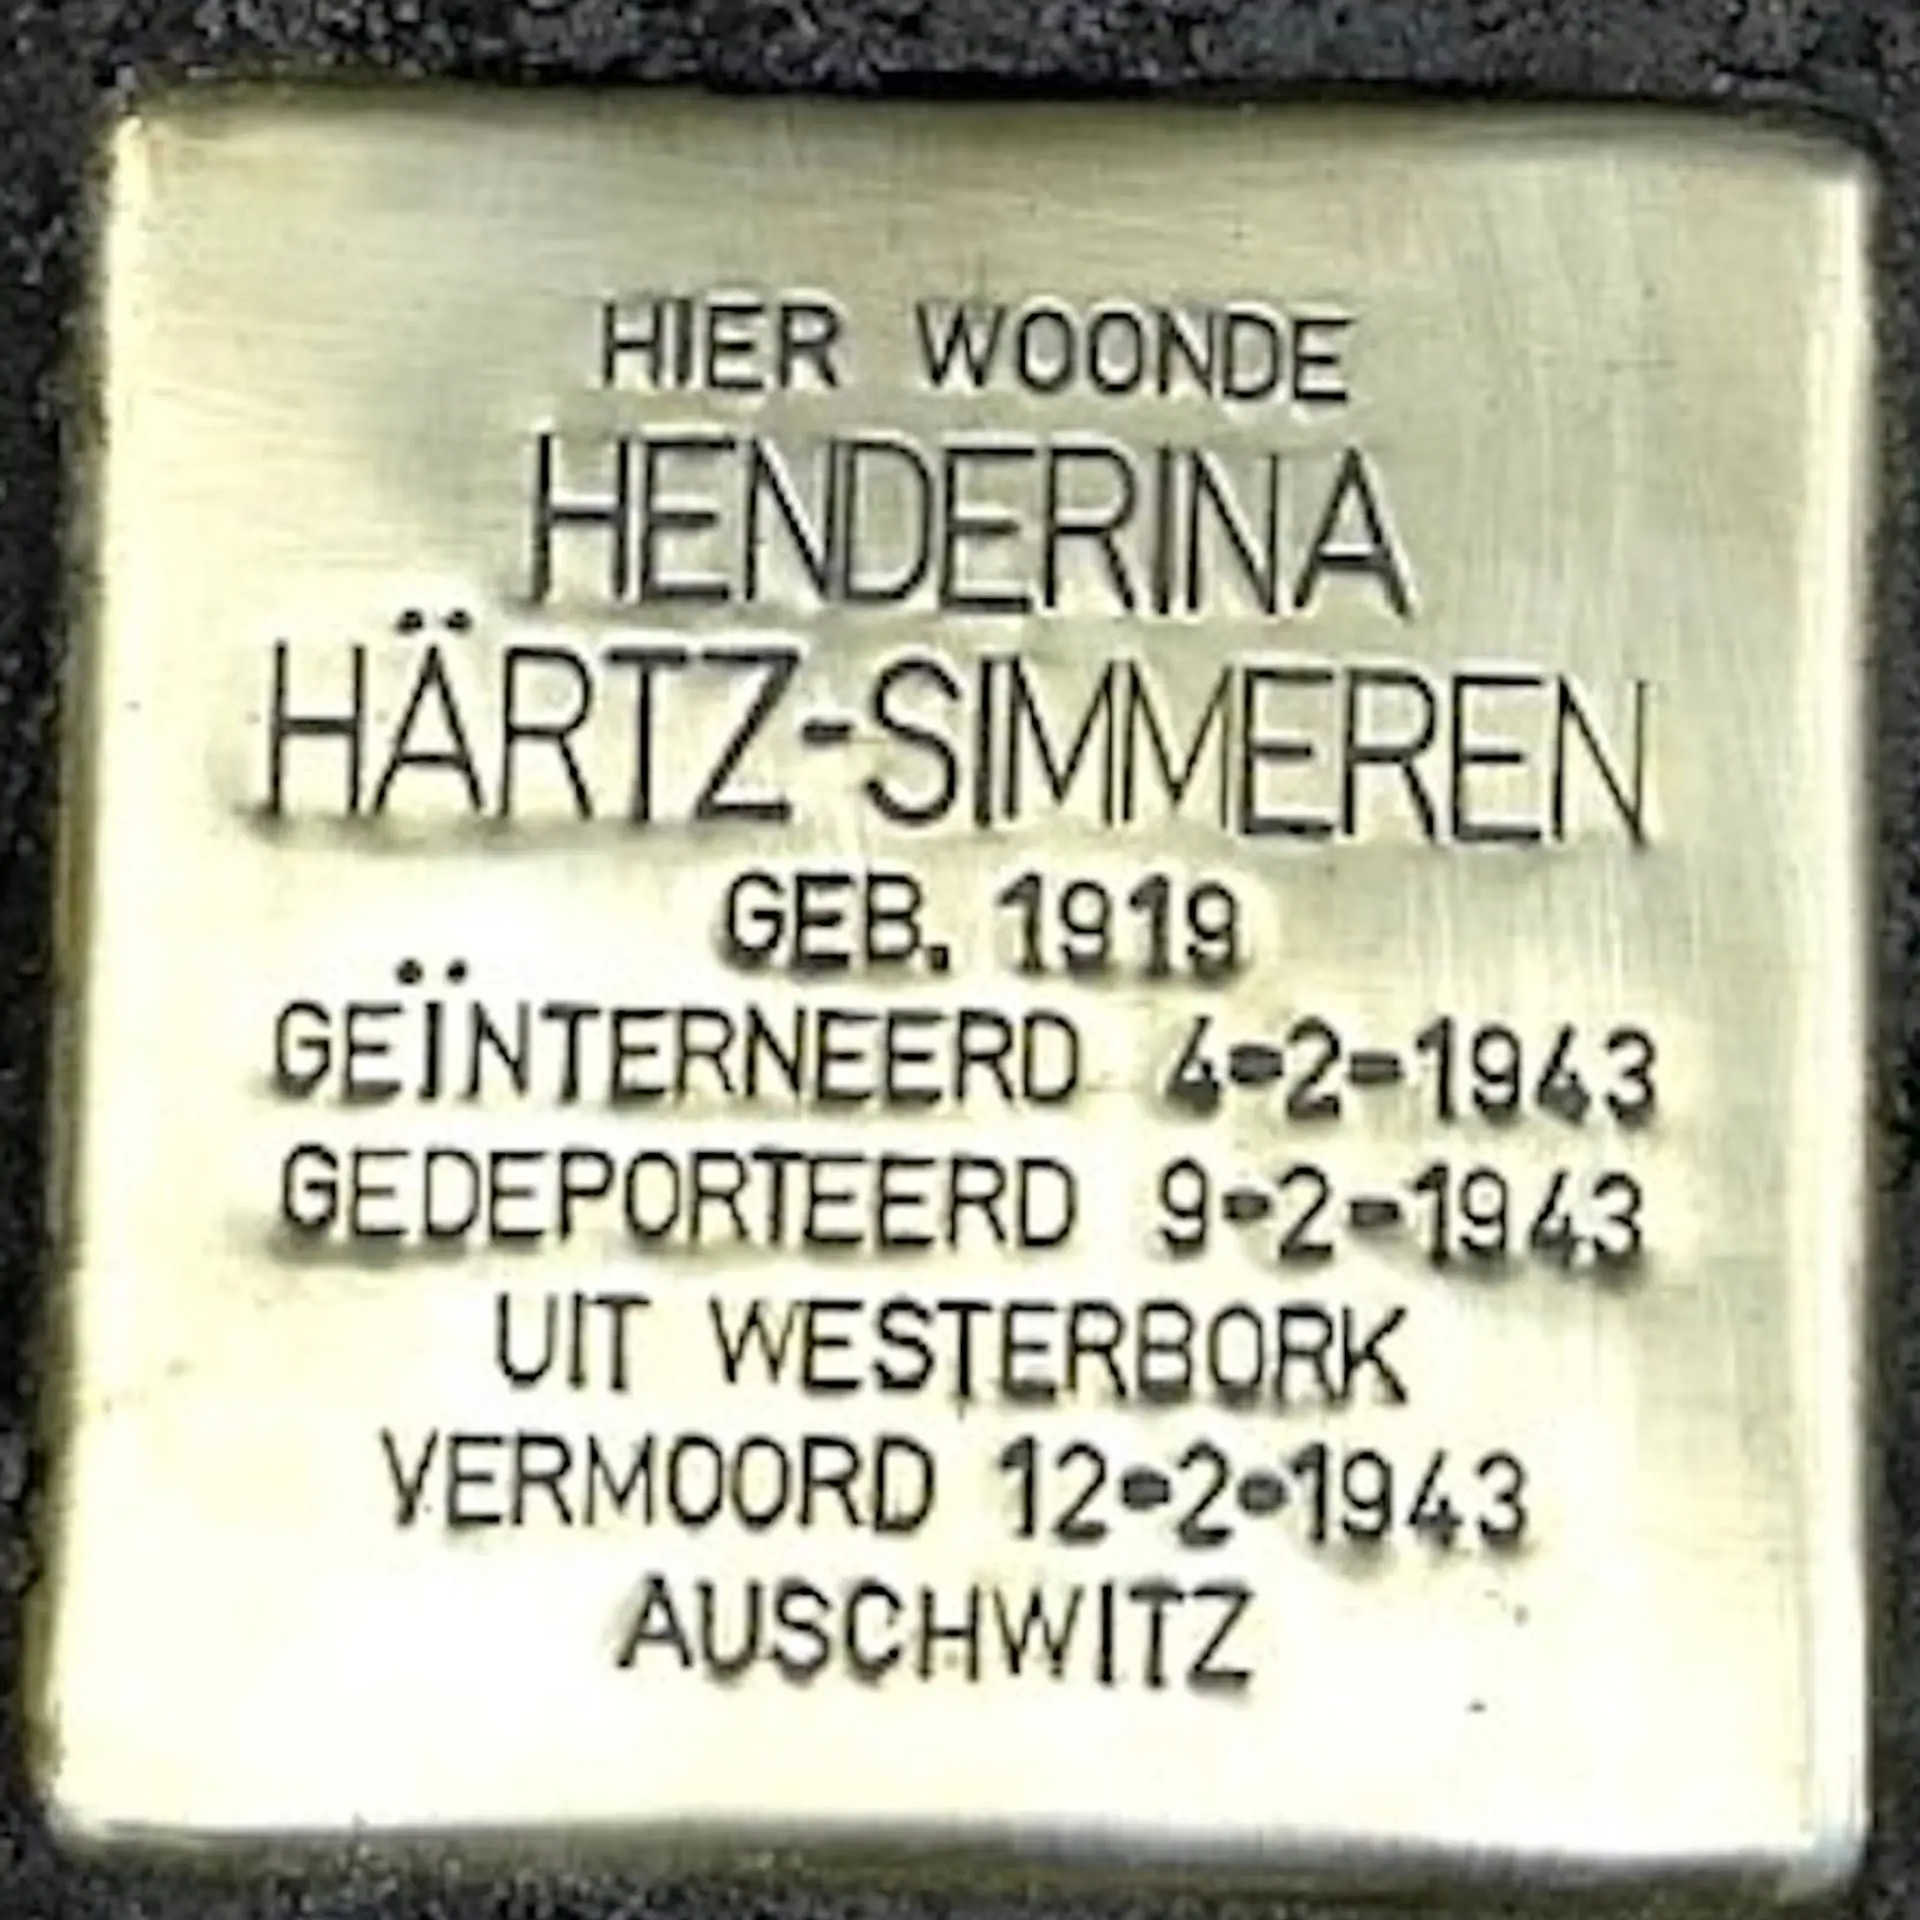 HIER WOONDE
HENDERINA
HÄRTZ-SIMMEREN
GEB. 1919
GEÏNTERNEERD 4-2-1943
GEDEPORTEERD 9-2-1943
UIT WESTERBORK
VERMOORD 12-2-1943
AUSCHWITZ